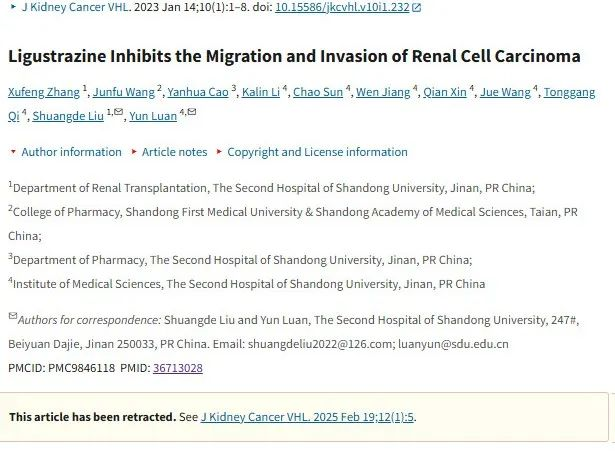 J Kidney Cancer VHL. 2023 Jan 14;10(1):1–8. doi: 10.15586/jkcvhl.v10i1.232
Ligustrazine Inhibits the Migration and Invasion of Renal Cell Carcinoma
Xufeng Zhang 1, Junfu Wang 2, Yanhua Cao 3, Kalin Li 4, Chao Sun 4, Wen Jiang 4, Qian Xin 4, Jue Wang 4, Tonggang
Qi 4, Shuangde Liu 1,✉, Yun Luan 4,✉
Author information Article notes Copyright and License information
1Department of Renal Transplantation, The Second Hospital of Shandong University, Jinan, PR China;
2College of Pharmacy, Shandong First Medical University & Shandong Academy of Medical Sciences, Taian, PR
China;
3Department of Pharmacy, The Second Hospital of Shandong University, Jinan, PR China;
4Institute of Medical Sciences, The Second Hospital of Shandong University, Jinan, PR China
✉Authors for correspondence: Shuangde Liu and Yun Luan, The Second Hospital of Shandong University, 247#,
Beiyuan Dajie, Jinan 250033, PR China. Email: shuangdeliu2022@126.com; luanyun@sdu.edu.cn
PMCID: PMC9846118 PMID: 36713028
This article has been retracted. See J Kidney Cancer VHL. 2025 Feb 19;12(1):5.